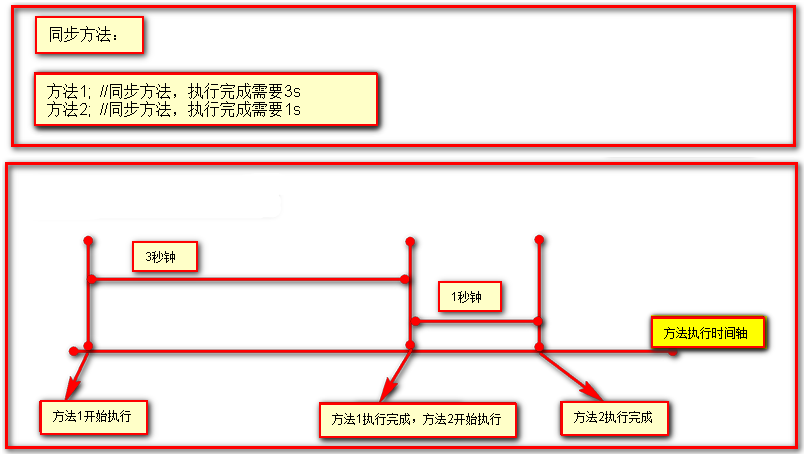 同步方法：
方法1; //同步方法，执行完成需要3s
方法2; //同步方法，执行完成需要1s
3秒钟
1秒钟
方法执行时间轴
方法1开始执行
方法1执行完成，方法2开始执行
方法2执行完成